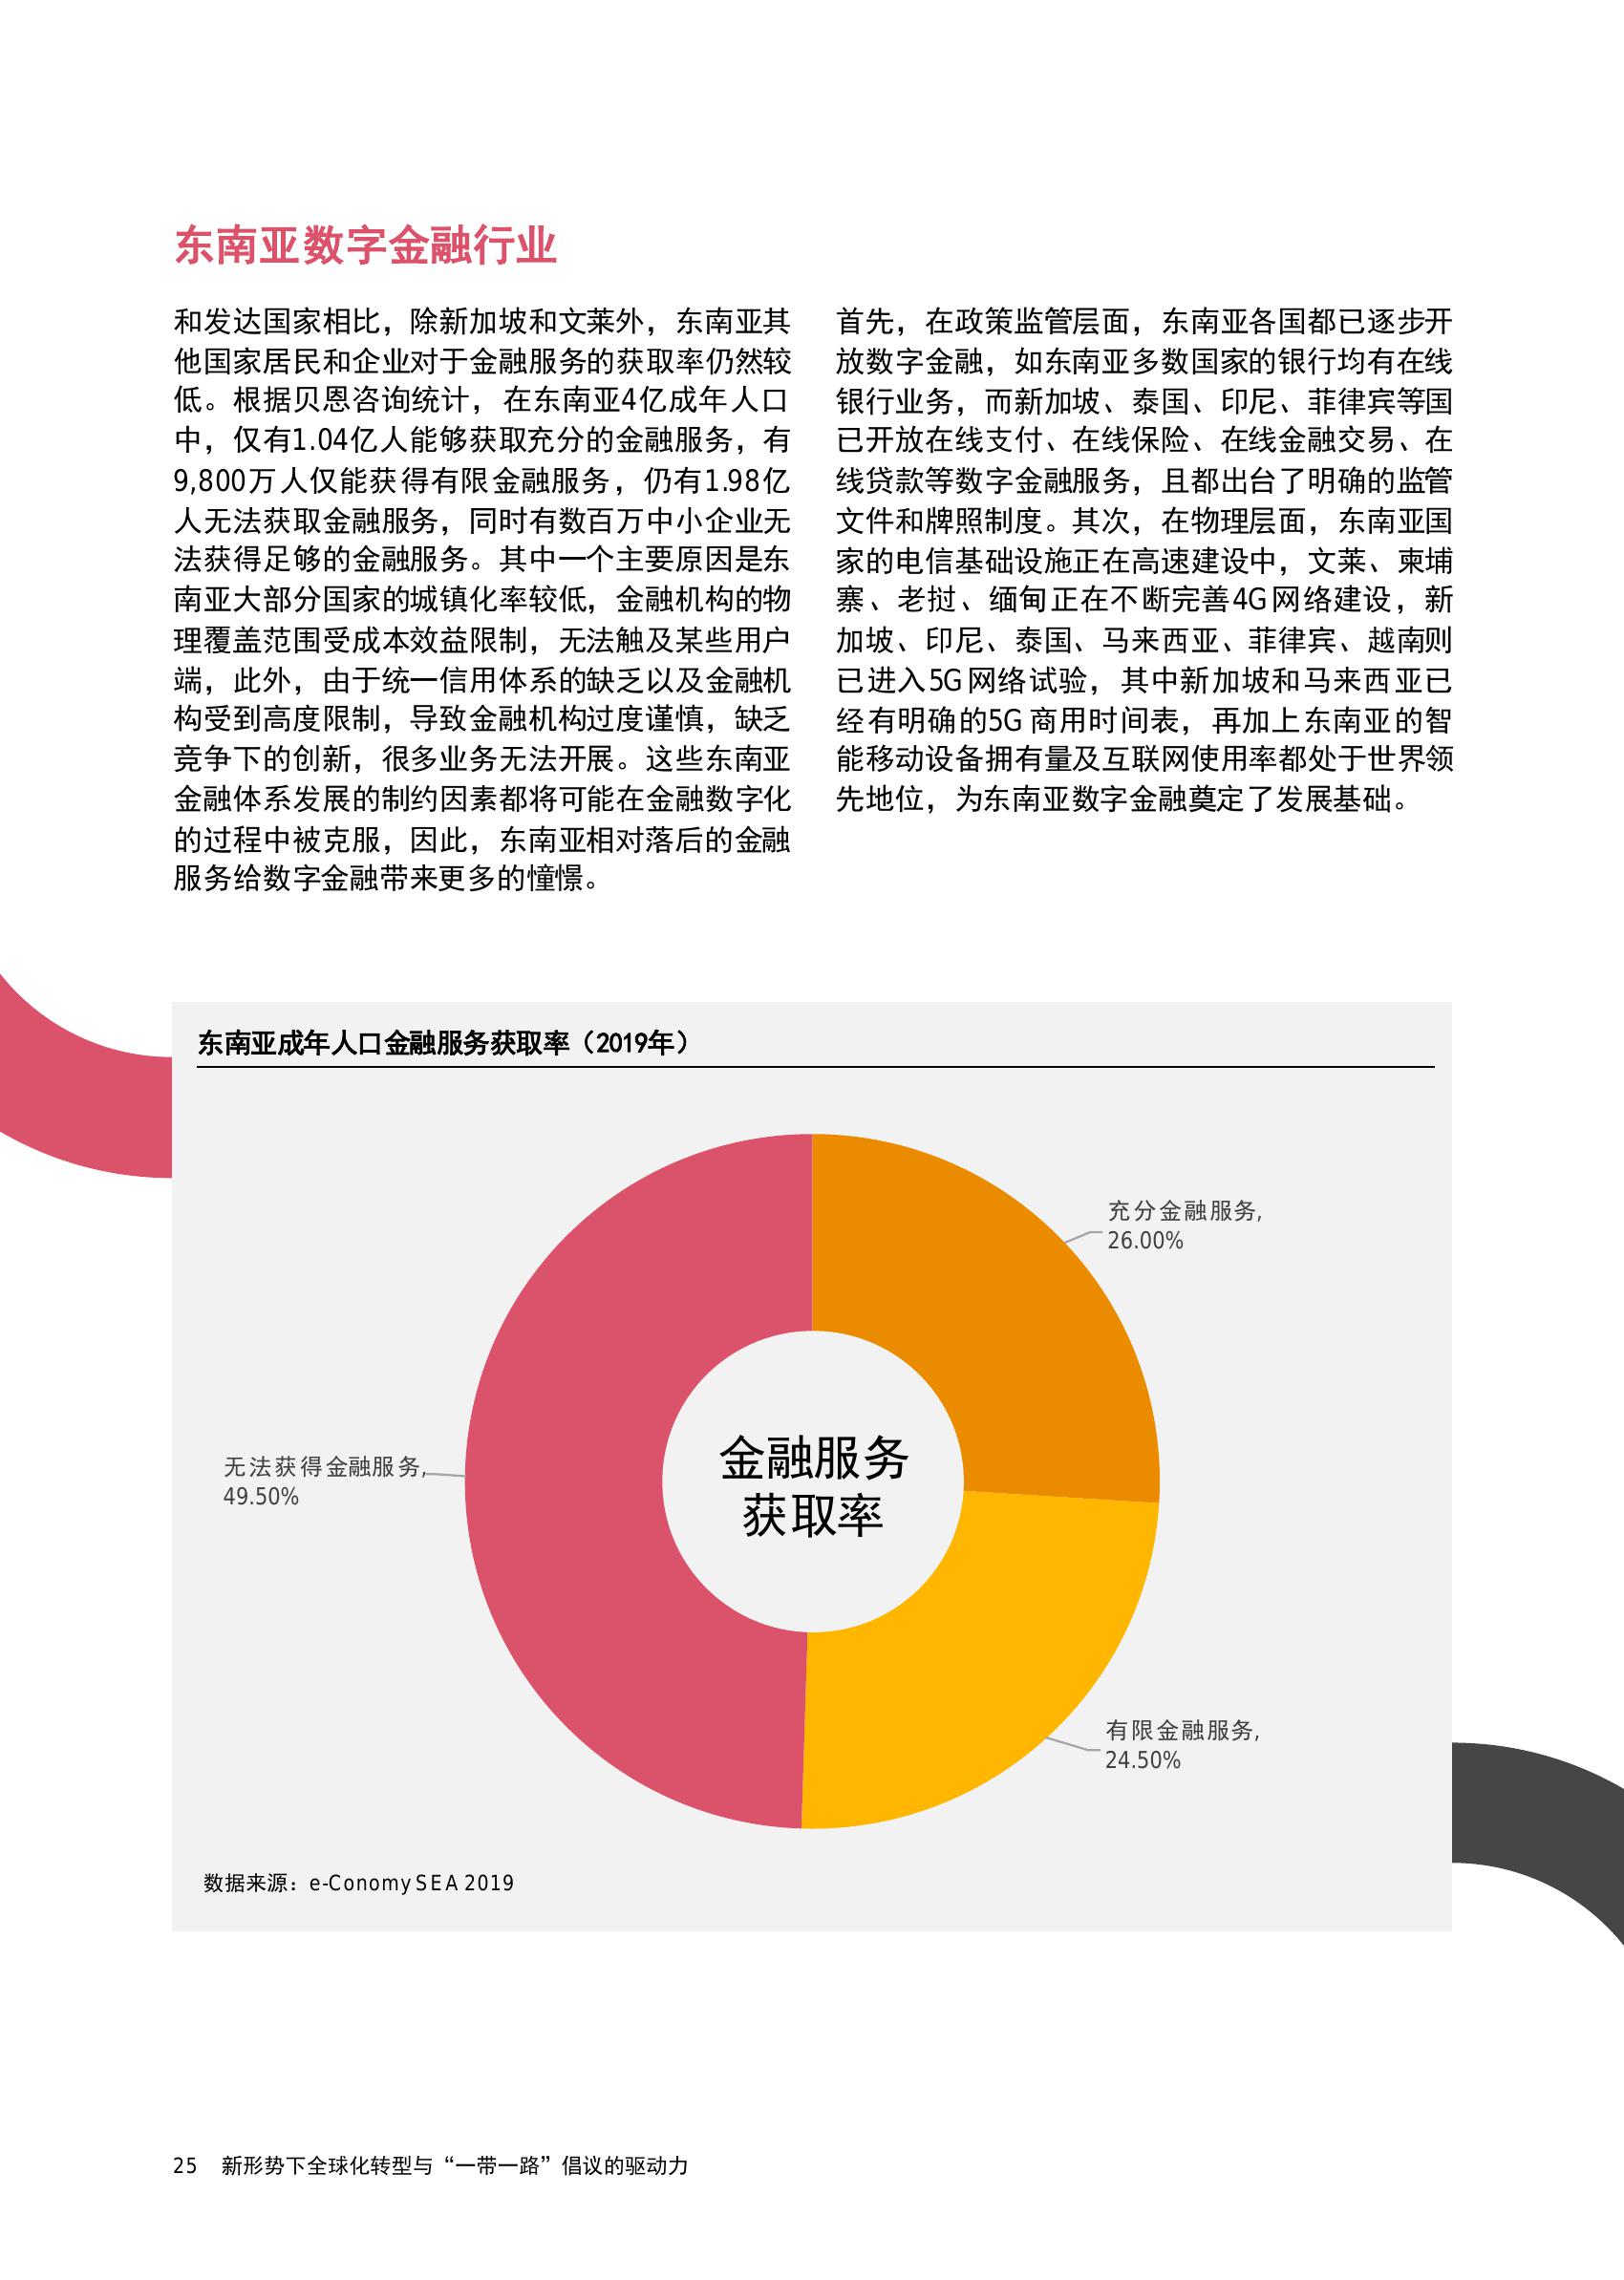 东南亚数字金融行业
和发达国家相比，除新加坡和文莱外，东南亚其
他国家居民和企业对于金融服务的获取率仍然较
低。根据贝恩咨询统计，在东南亚4亿成年人口
中，仅有1.04亿人能够获取充分的金融服务，有
9,800万人仅能获得有限金融服务，仍有1.98亿
人无法获取金融服务，同时有数百万中小企业无
法获得足够的金融服务。其中一个主要原因是东
南亚大部分国家的城镇化率较低，金融机构的物
理覆盖范围受成本效益限制，无法触及某些用户
端，此外，由于统一信用体系的缺乏以及金融机
构受到高度限制，导致金融机构过度谨慎，缺乏
竞争下的创新，很多业务无法开展。这些东南亚
金融体系发展的制约因素都将可能在金融数字化
的过程中被克服，因此，东南亚相对落后的金融
服务给数字金融带来更多的憧憬。
首先，在政策监管层面，东南亚各国都已逐步开
放数字金融，如东南亚多数国家的银行均有在线
银行业务，而新加坡、泰国、印尼、菲律宾等国
已开放在线支付、在线保险、在线金融交易、在
线贷款等数字金融服务，且都出台了明确的监管
文件和牌照制度。其次，在物理层面，东南亚国
家的电信基础设施正在高速建设中，文莱、柬埔
寨、老挝、缅甸正在不断完善4G网络建设，新
加坡、印尼、泰国、马来西亚、菲律宾、越南则
已进入5G网络试验，其中新加坡和马来西亚已
经有明确的5G商用时间表，再加上东南亚的智
能移动设备拥有量及互联网使用率都处于世界领
先地位，为东南亚数字金融奠定了发展基础。
东南亚成年人口金融服务获取率（2019年）
充分金融服务,
26.00%
无法获得金融服务,
49.50%
金融服务
获取率
有限金融服务,
24.50%
数据来源：e-Conomy SEA 2019
25 新形势下全球化转型与“一带一路”倡议的驱动力